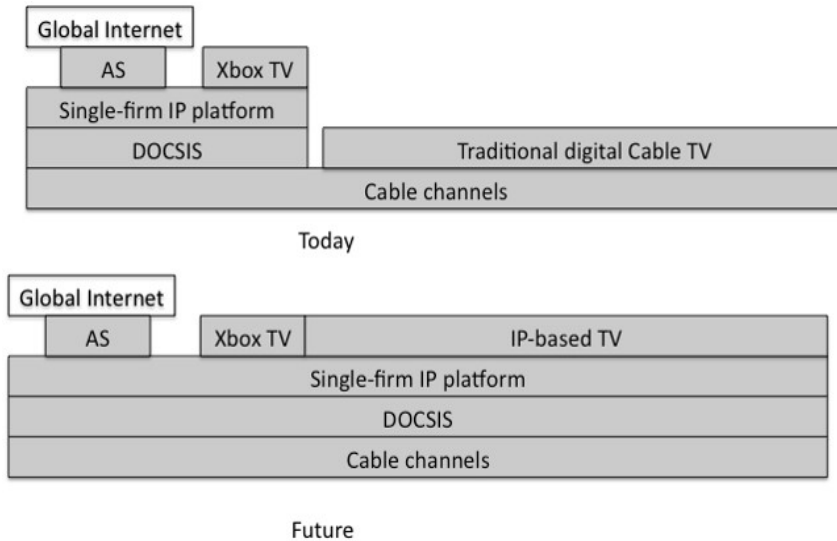 Global Internet
AS Xbox TV
Single-firm IP platform
DOCSIS Traditional digital Cable TV
Cable channels
Today
Global Internet
AS Xbox TV IP-based TV
Single-firm IP platform
DOCSIS
Cable channels
Future